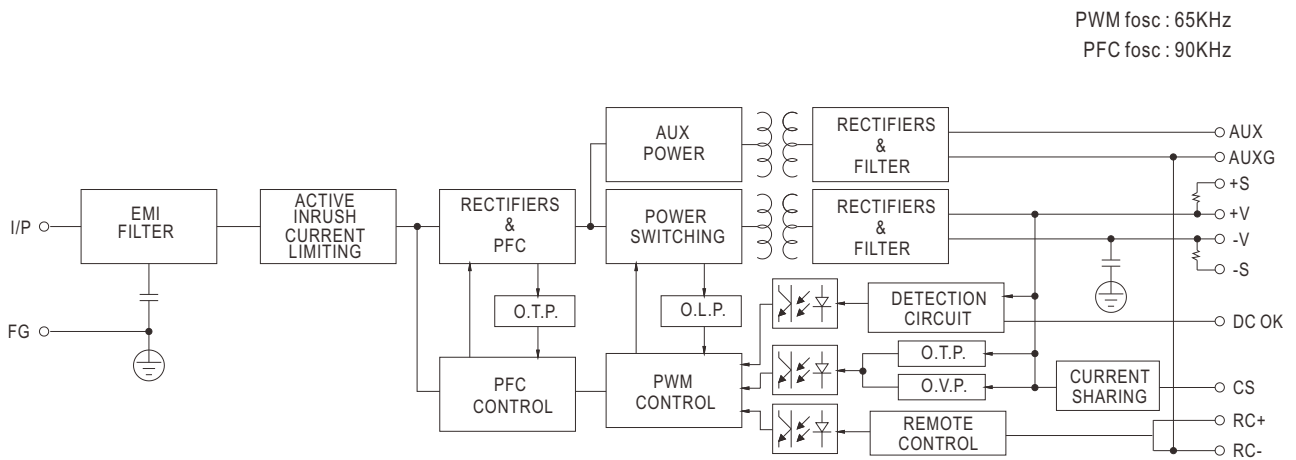 PWM fosc : 65KHz
PFC fosc : 90KHz
AUX
POWER
RECTIFIERS
&
FILTER
AUX
AUXG
I/P
EMI
FILTER
ACTIVE
INRUSH
CURRENT
LIMITING
RECTIFIERS
&
PFC
POWER
SWITCHING
RECTIFIERS
&
FILTER
+S
+V
-V
-S
FG
O.T.P.
O.L.P.
DETECTION
CIRCUIT
DC OK
PFC
CONTROL
PWM
CONTROL
O.T.P.
O.V.P.
CURRENT
SHARING
CS
REMOTE
CONTROL
RC+
RC-